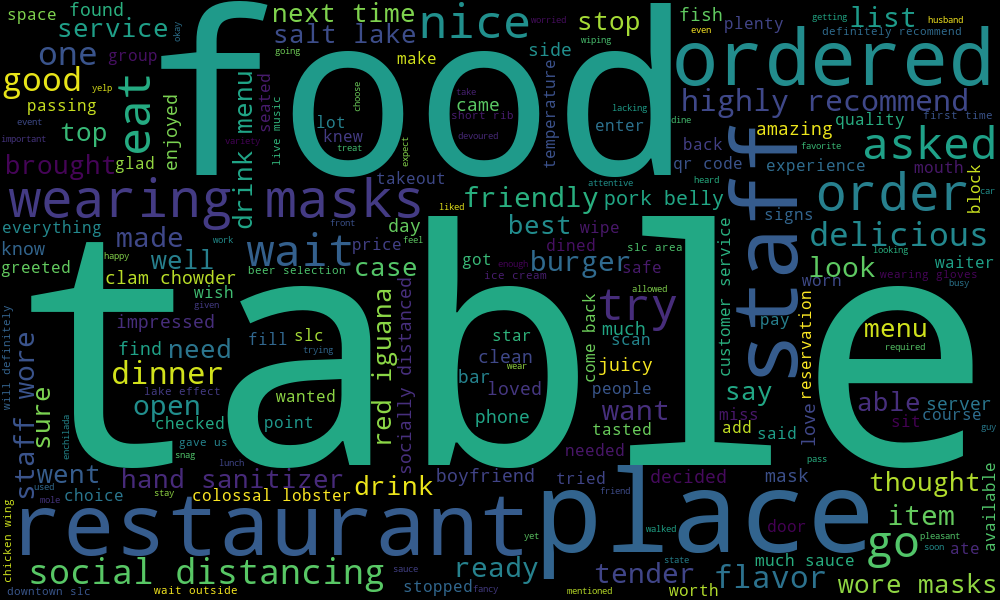 food
table
restaurant
place
staff
ordered
order
asked
wearing masks
nice
next time
salt lake
stop
fish
plenty
list
getting
husband
even
definitely recommend
worried
going
wiping
okay
space
found
service
one
group
good
yelp
passing
eat
enjoyed
drink menu
seated
live music
make
side
temperature
choose
take
came
short rib
devoured
lacking
enter
dine
lot
knew
treat
expect
variety
highly recommend
quality
first time
amazing
favorite
back
qr code
experience
mouth
block
car
event
important
top
glad
brought
takeout
attentive
heard
liked
friendly
pork belly
signs
delicious
looking
waiter
wearing gloves
busy
everything
know
greeted
made
well
work
happy
wait
front
price
day
feel
best
wipe
dined
slc area
safe
burger
got
enough
ice cream
case
beer selection
clam chowder
wish
given
impressed
customer service
look
worn
pay
reservation
menu
required
try
allowed
much
scan
come back
star
clean
wear
juicy
bar
loved
people
phone
want
tasted
needed
red iguana
socially distanced
fill
slc
trying
find
need
dinner
lake effect
wanted
open
checked
point
gave us
snag
lunch
will definitely
staff wore
sure
enchilada
say
miss
add
said
love
pass
able
server
sit
course
guy
went
used
mole
choice
hand sanitizer
stay
colossal lobster
drink
boyfriend
tried
friend
decided
mask
door
walked
thought
item
available
go
pleasant
soon
ate
chicken wing
social distancing
sauce
ready
yet
state
much sauce
tender
flavor
wore masks
worth
mentioned
fancy
stopped
wait outside
downtown slc